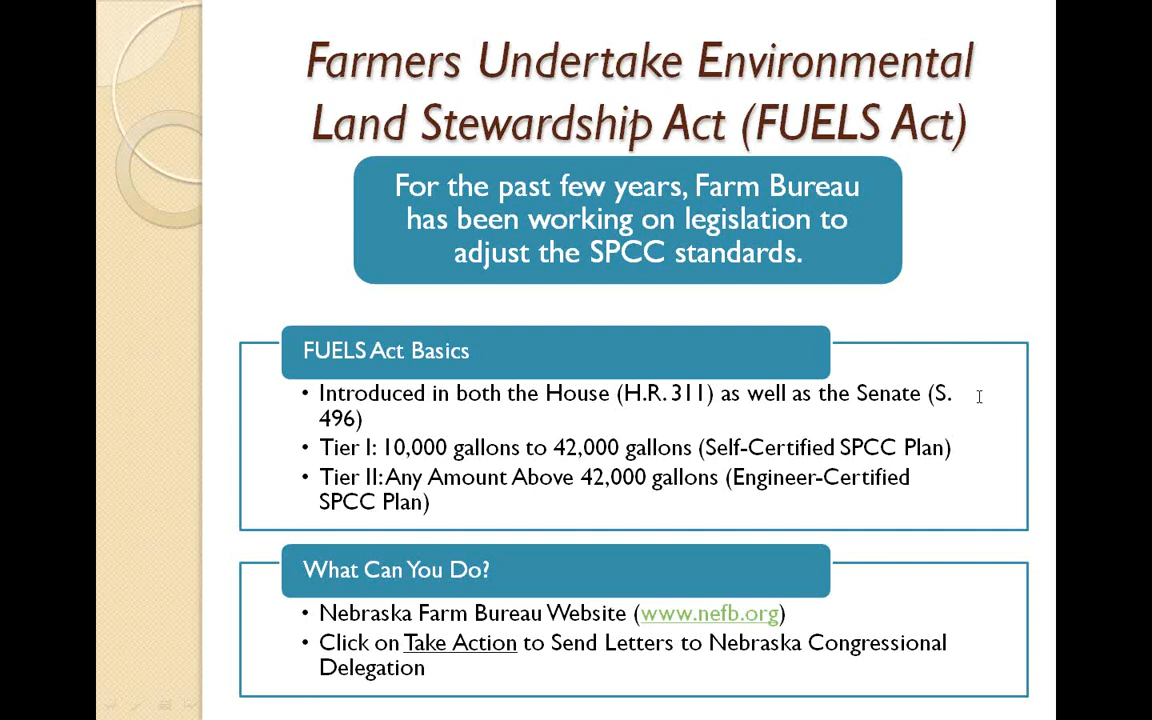 Farmers Undertake Environmental
Land Stewardship Act (FUELS Act)
For the past few years, Farm Bureau
has been working on legislation to
adjust the SPCC standards.
FUELS Act Basics
• Introduced in both the House (H.R. 311) as well as the Senate (S.
496)
• Tier I: 10,000 gallons to 42,000 gallons (Self-Certified SPCC Plan)
• Tier II: Any Amount Above 42,000 gallons (Engineer-Certified
SPCC Plan)
What Can You Do?
• Nebraska Farm Bureau Website (www.nefb.org)
• Click on Take Action to Send Letters to Nebraska Congressional
Delegation